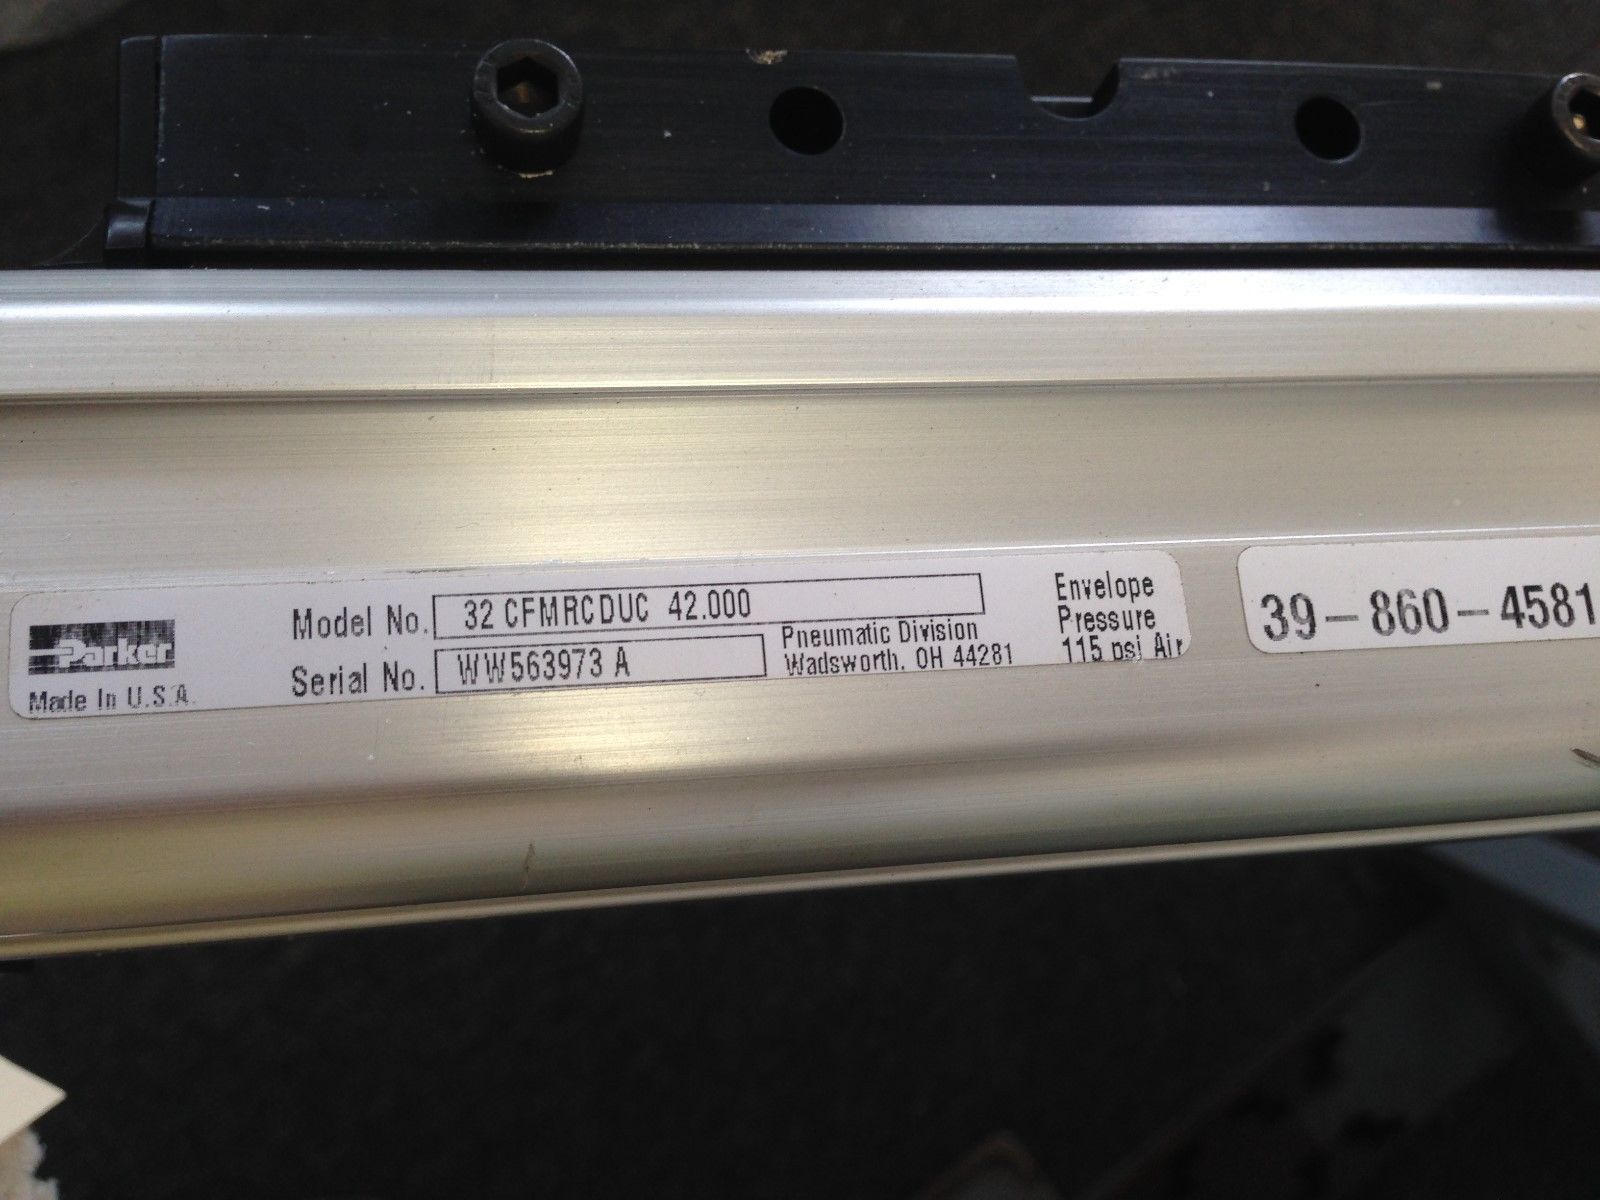 Parker
Made In U.S.A.
Model No. 32 CFMRCDUC 42.000
Serial No. WW563973 A
Pneumatic Division
Wadsworth, OH 44281
Envelope
Pressure
115 psi Air
39-860-4581